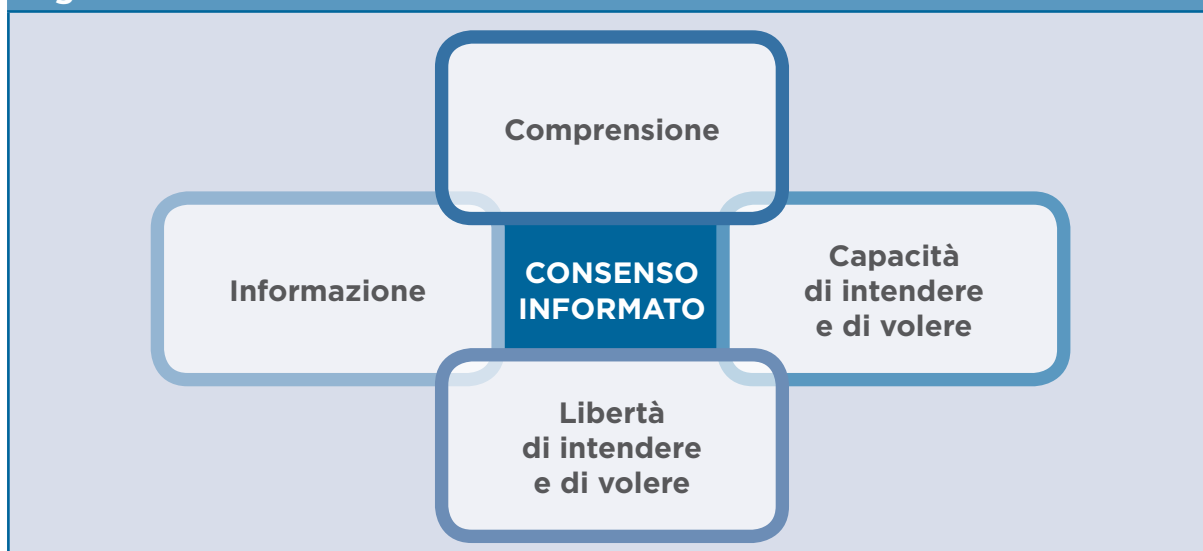 Comprensione
Informazione
CONSENSO
INFORMATO
Capacità
di intendere
e di volere
Libertà
di intendere
e di volere